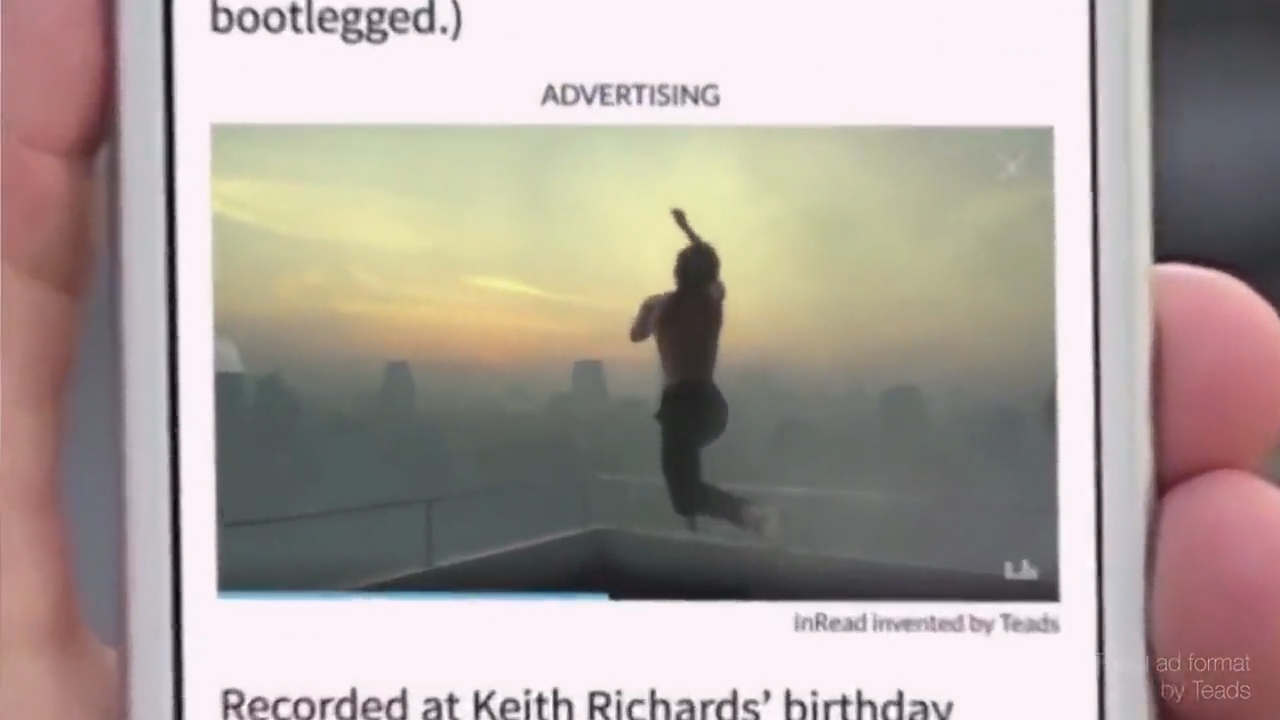 bootlegged.)
ADVERTISING
inRead invented by Teads
Recorded at Keith Richards' birthday
ad format
by Teads